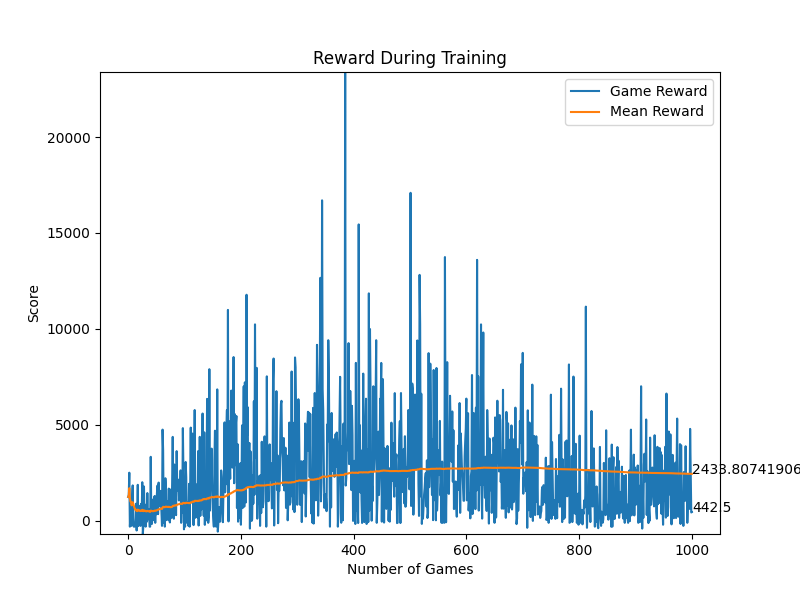 Reward During Training
Game Reward
Mean Reward
20000
15000
10000
5000
0
Score
2433.80741906
442.5
0
200
400
600
800
1000
Number of Games